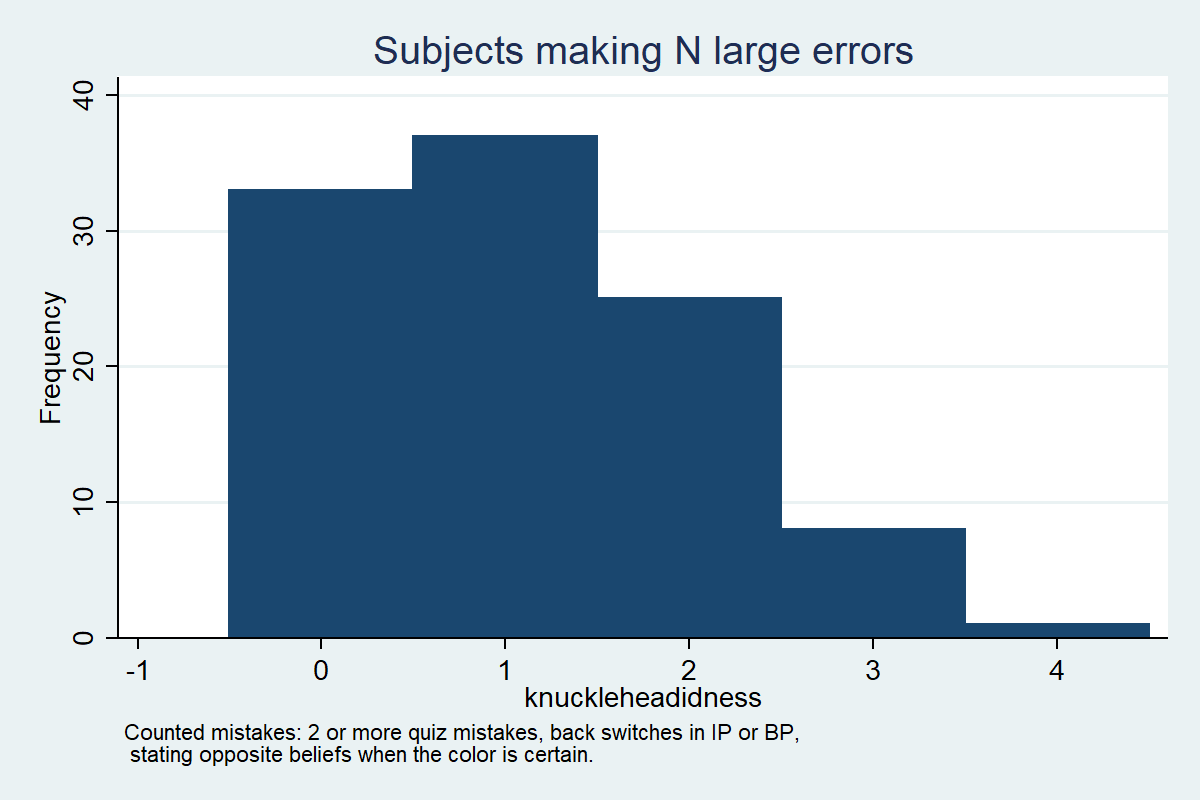 Subjects making N large errors
40
30
20
10
0
Frequency
-1 0 1 2 3 4
knuckleheadidness
Counted mistakes: 2 or more quiz mistakes, back switches in IP or BP,
stating opposite beliefs when the color is certain.